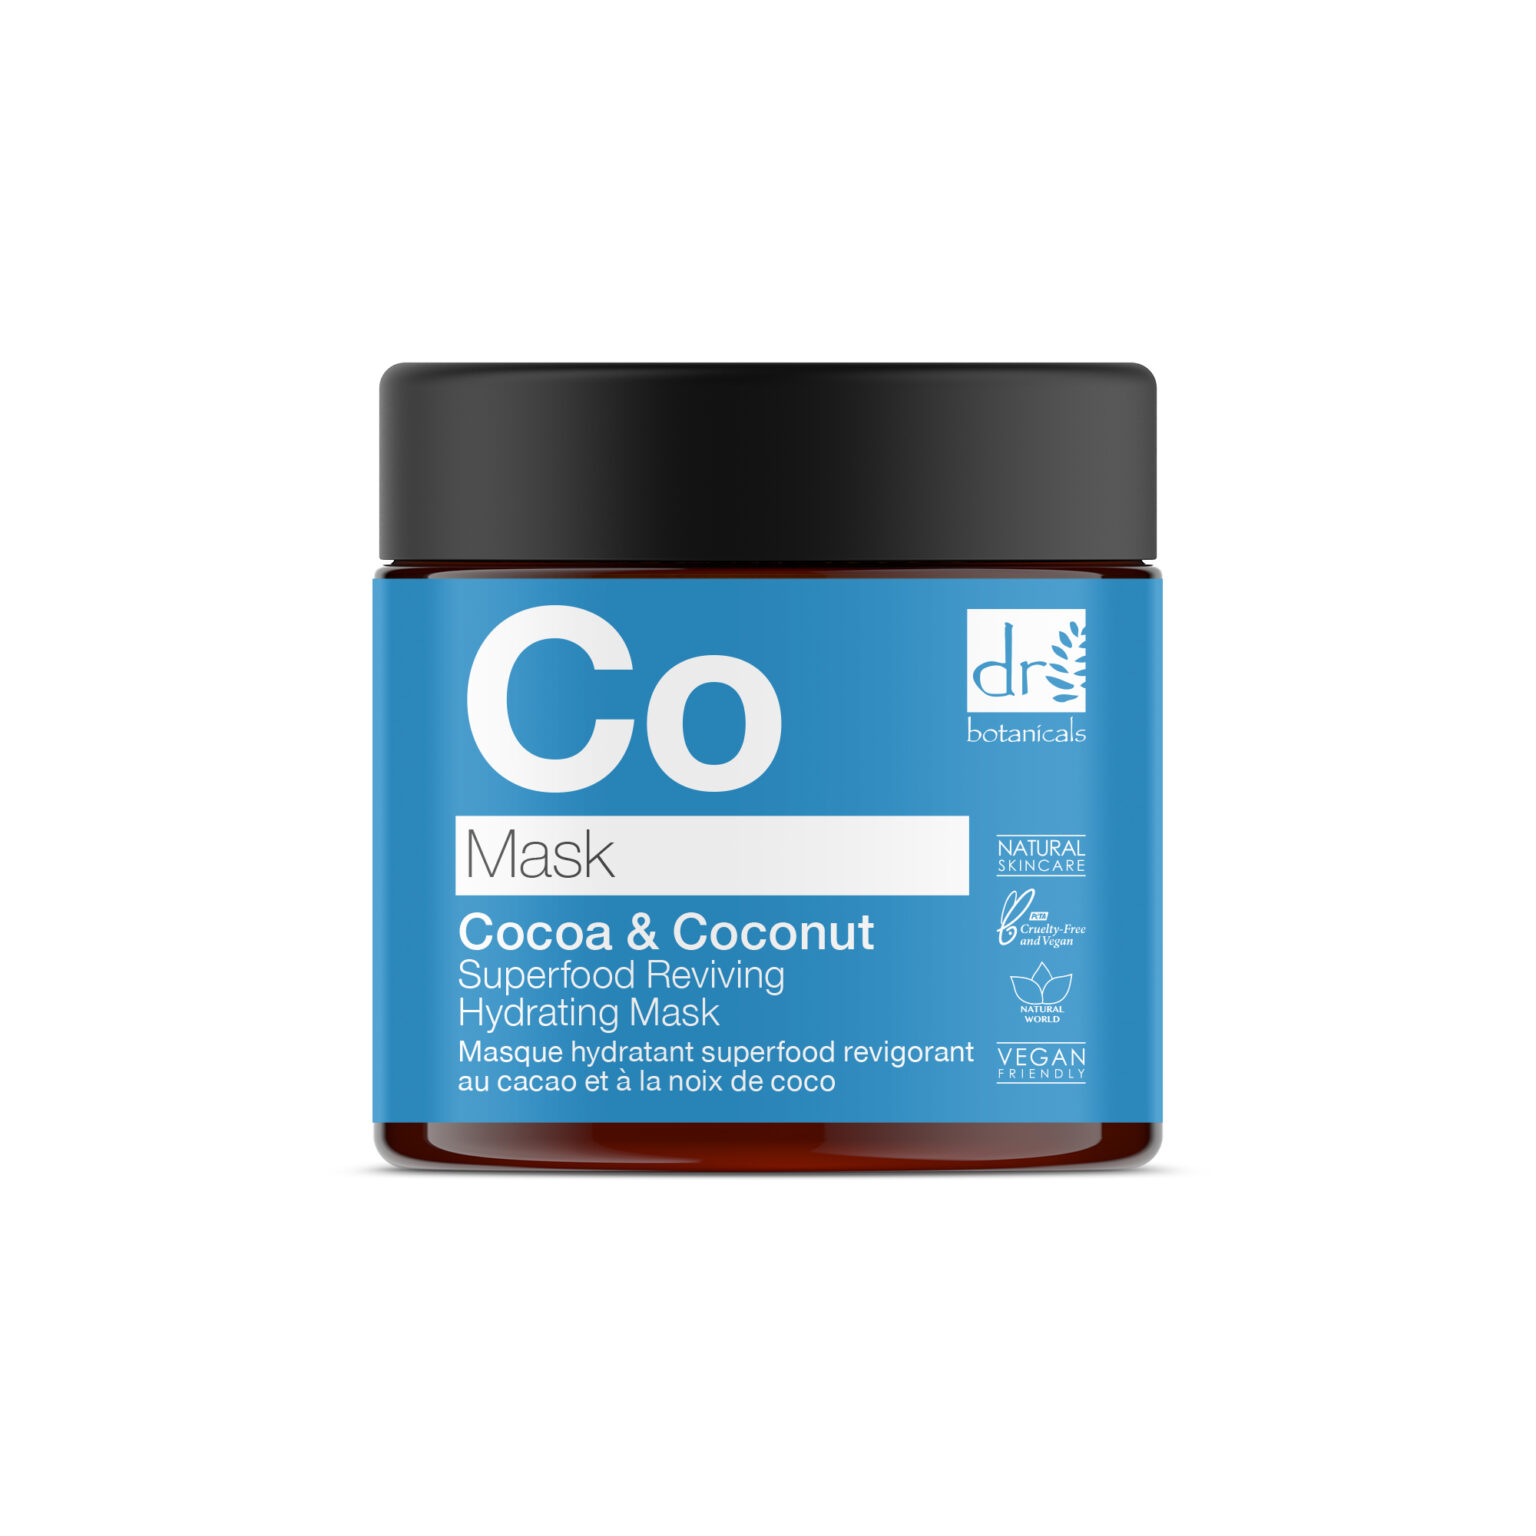 Co
dr
botanicals
Mask
Cocoa & Coconut
Superfood Reviving
Hydrating Mask
Masque hydratant superfood revigorant
au cacao et à la noix de coco
NATURAL
SKINCARE
PETA
Cruelty-Free
and Vegan
NATURAL
WORLD
VEGAN
FRIENDLY